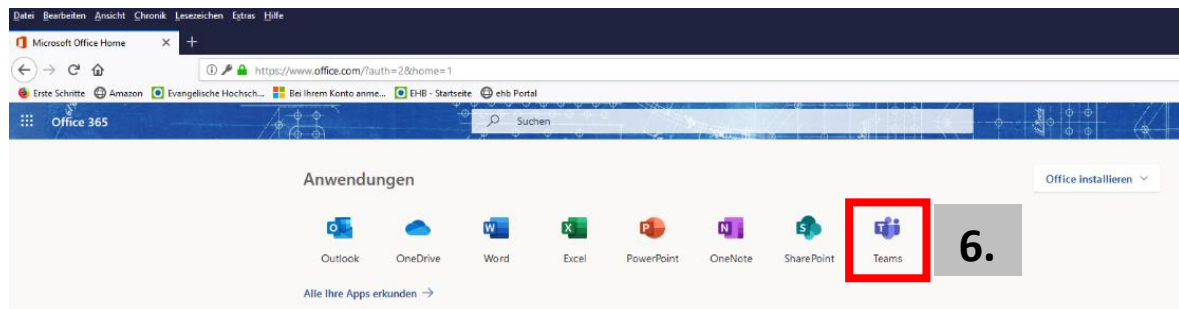 Datei Bearbeiten Ansicht Chronik Lesezeichen Extras Hilfe
Microsoft Office Home
https://www.office.com/?auth=2&home=1
Erste Schritte Amazon Evangelische Hochsch... Bei Ihrem Konto anme... EHB - Startseite ehb Portal
Office 365 Suchen
Anwendungen Office installieren
6.
Outlook OneDrive Word Excel PowerPoint OneNote SharePoint Teams
Alle Ihre Apps erkunden →